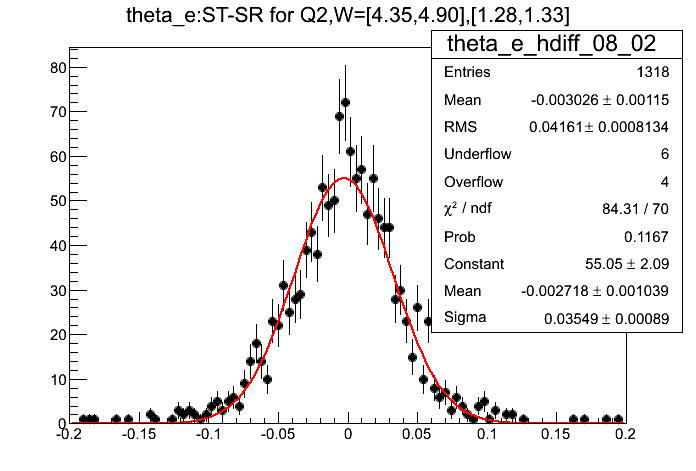 theta_e:ST-SR for Q2,W=[4.35,4.90],[1.28,1.33]
theta_e_hdiff_08_02
Entries 1318
Mean -0.003026 ± 0.00115
RMS 0.04161± 0.0008134
Underflow 6
Overflow 4
χ² / ndf 84.31 / 70
Prob 0.1167
Constant 55.05 ± 2.09
Mean -0.002718 ± 0.001039
Sigma 0.03549 ± 0.00089
80
70
60
50
40
30
20
10
0
-0.2 -0.15 -0.1 -0.05 0 0.05 0.1 0.15 0.2